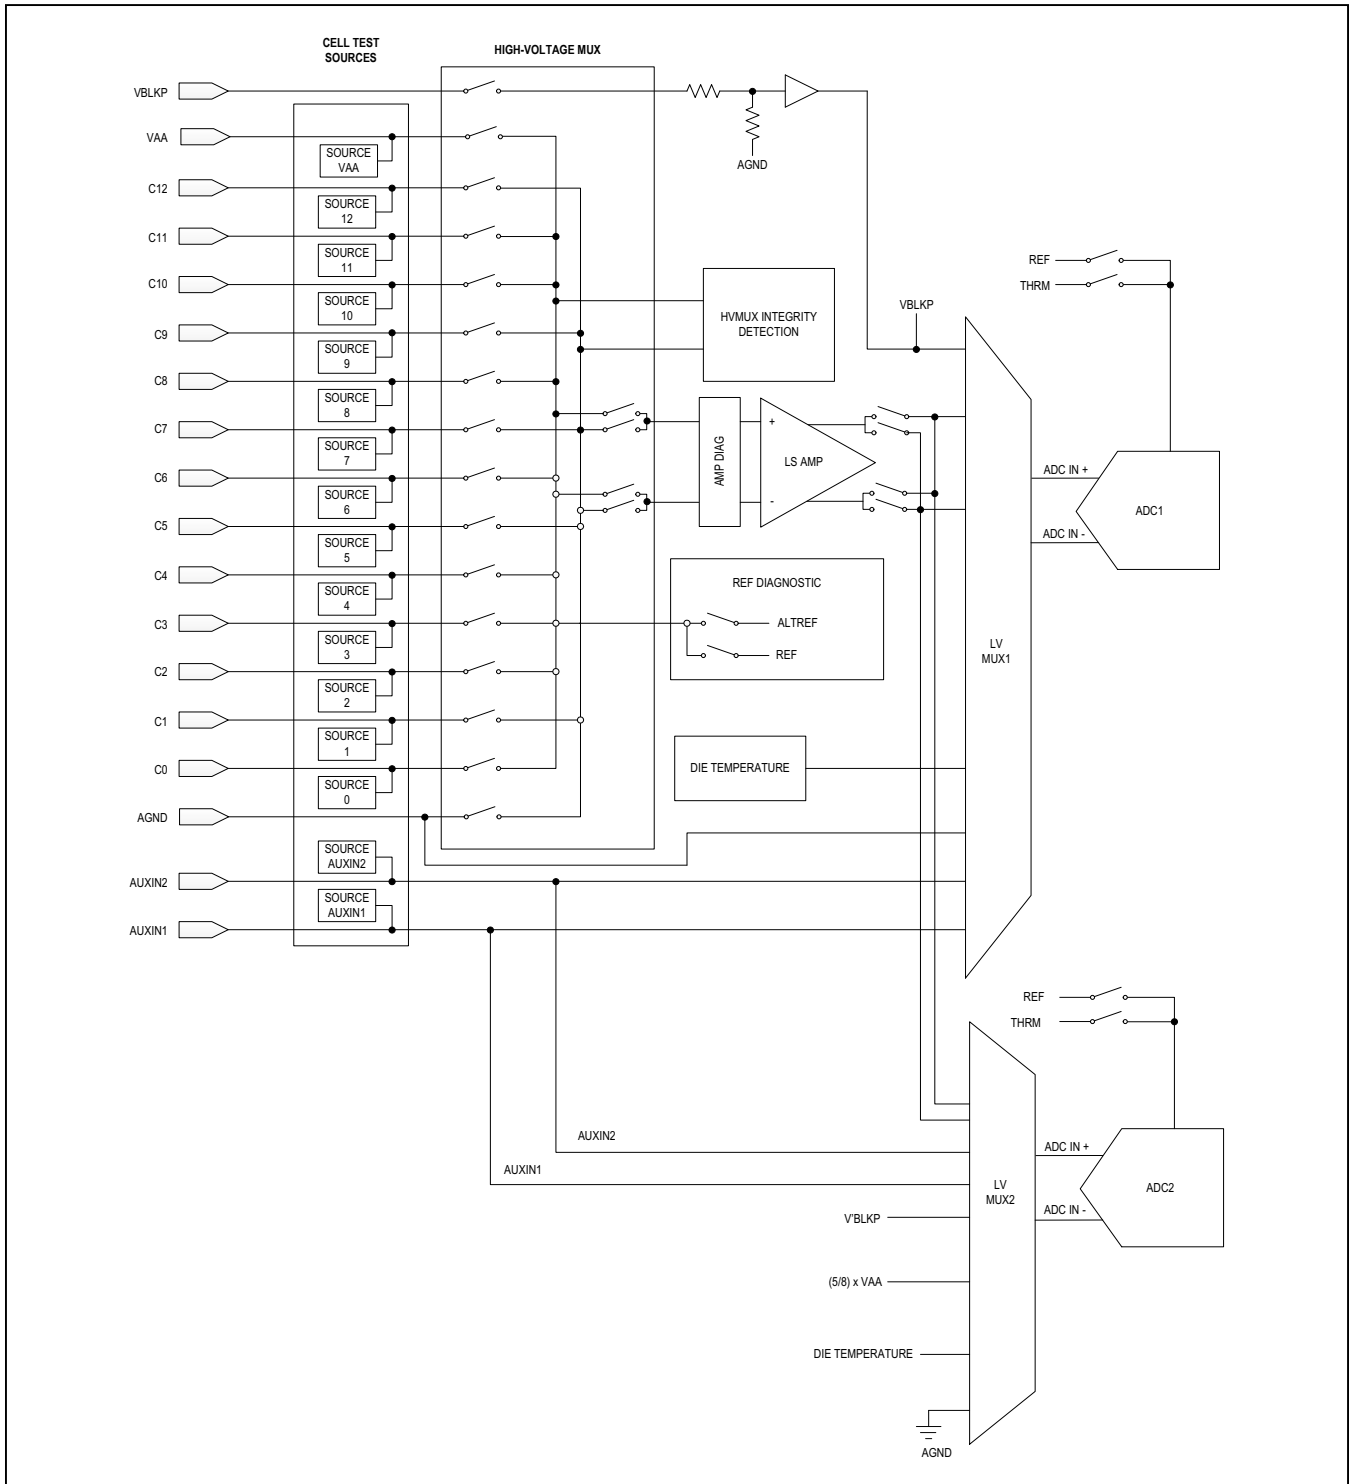 CELL TEST
SOURCES
HIGH-VOLTAGE MUX
VBLKP
VAA
SOURCE
VAA
AGND
C12
SOURCE
12
C11
SOURCE
11
C10
SOURCE
10
C9
SOURCE
9
C8
SOURCE
8
C7
SOURCE
7
C6
SOURCE
6
C5
SOURCE
5
C4
SOURCE
4
C3
SOURCE
3
C2
SOURCE
2
C1
SOURCE
1
C0
SOURCE
0
AGND
SOURCE
AUXIN2
AUXIN2
SOURCE
AUXIN1
AUXIN1
HVMUX INTEGRITY
DETECTION
VBLKP
REF
THRM
AMP DIAG
+
-
LS AMP
ADC IN +
ADC IN -
ADC1
REF DIAGNOSTIC
ALTREF
REF
LV
MUX1
DIE TEMPERATURE
REF
THRM
AUXIN2
AUXIN1
V'BLKP
(5/8) x VAA
DIE TEMPERATURE
AGND
LV
MUX2
ADC IN +
ADC IN -
ADC2